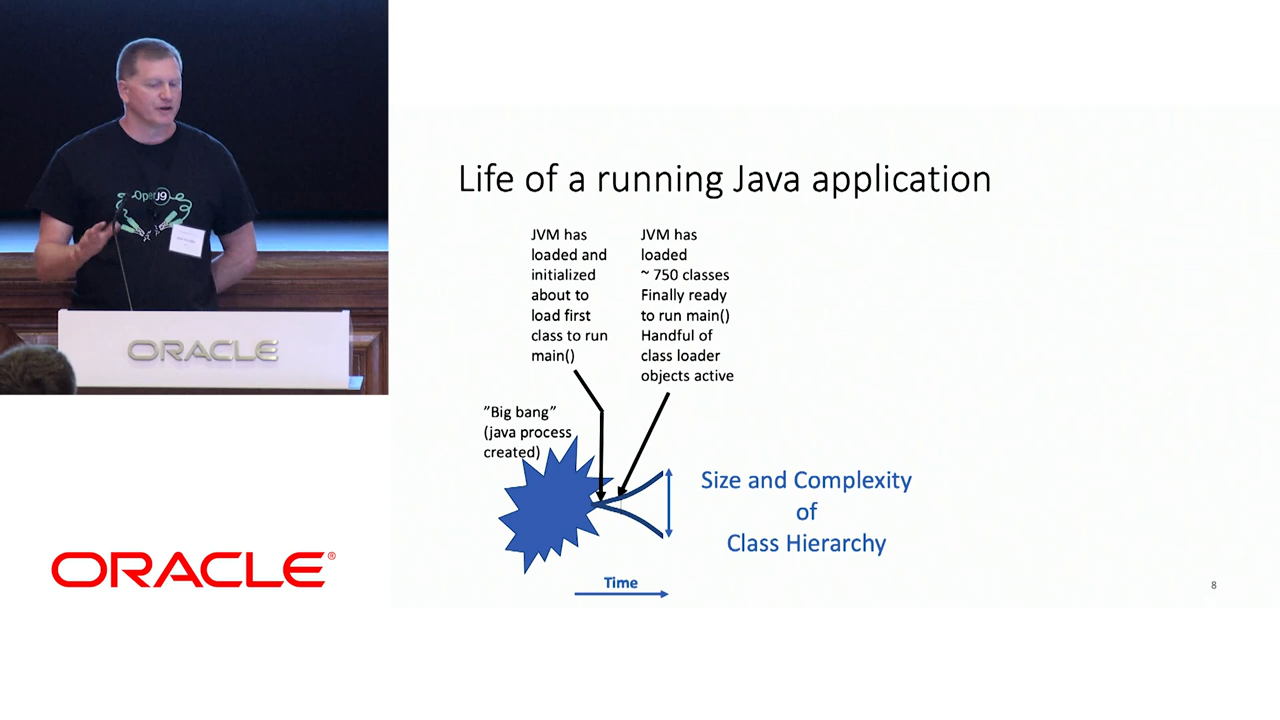 OpenJ9
ORACLE
ORACLE®
Life of a running Java application
JVM has
loaded and
initialized
about to
load first
class to run
main()
JVM has
loaded
~ 750 classes
Finally ready
to run main()
Handful of
class loader
objects active
”Big bang”
(java process
created)
Size and Complexity
of
Class Hierarchy
Time
8